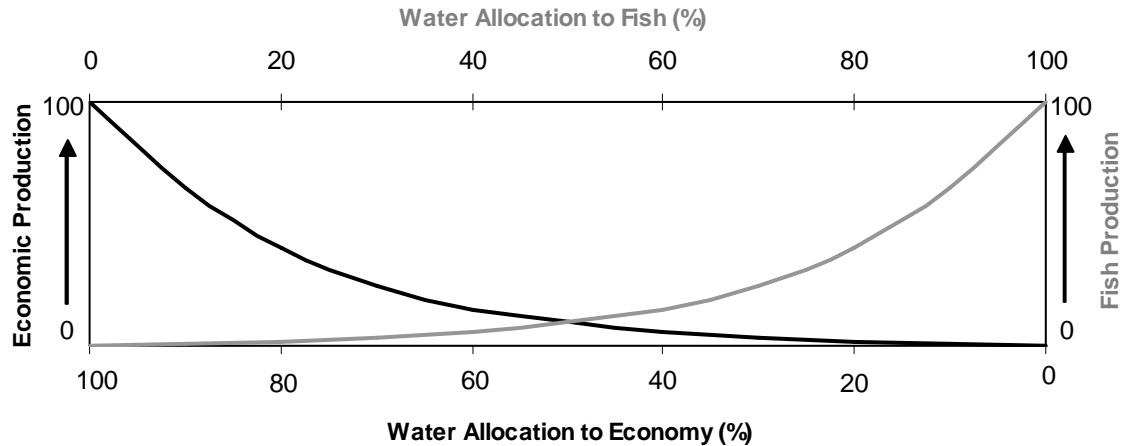 Water Allocation to Fish (%)
0 20 40 60 80 100
100 100
Economic Production
Fish Production
0 0
100 80 60 40 20 0
Water Allocation to Economy (%)